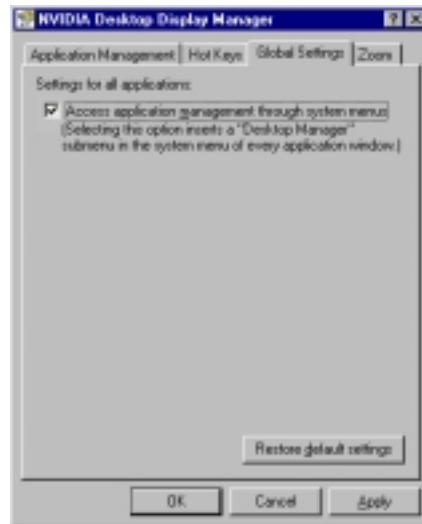 NVIDIA Desktop Display Manager
Application Management Hot Keys Global Settings Zoom
Settings for all applications:
Access application management through system menus
(Selecting this option inserts a "Desktop Manager"
submenu in the system menu of every application window.)
Restore default settings
OK Cancel Apply